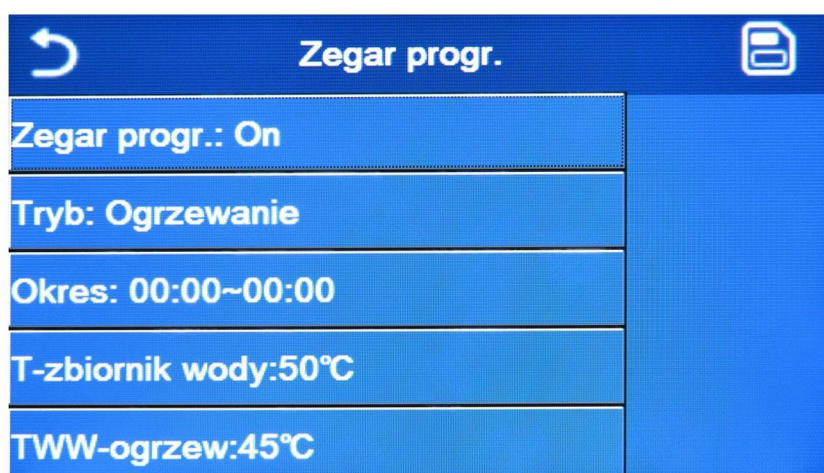 Zegar progr.
Zegar progr.: On
Tryb: Ogrzewanie
Okres: 00:00~00:00
T-zbiornik wody:50℃
TWW-ogrzew:45℃